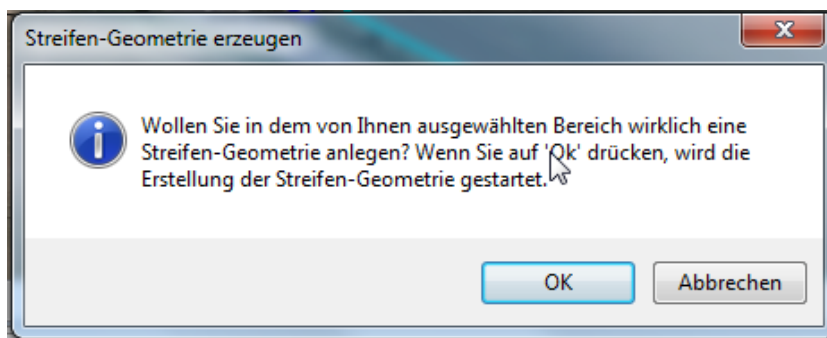 Streifen-Geometrie erzeugen
Wollen Sie in dem von Ihnen ausgewählten Bereich wirklich eine
Streifen-Geometrie anlegen? Wenn Sie auf 'Ok' drücken, wird die
Erstellung der Streifen-Geometrie gestartet.
OK
Abbrechen